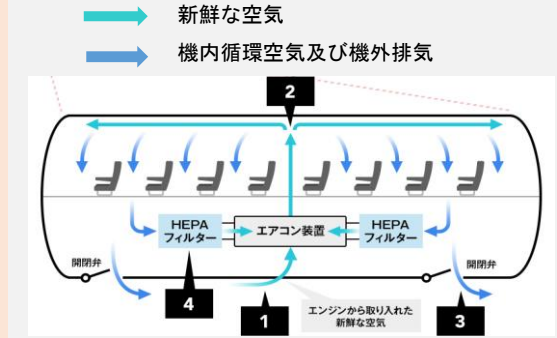 新鮮な空気
機内循環空気及び機外排気
2
HEPA
フィルター
エアコン装置
HEPA
フィルター
開閉弁
開閉弁
4
1
エンジンから取り入れた
新鮮な空気
3